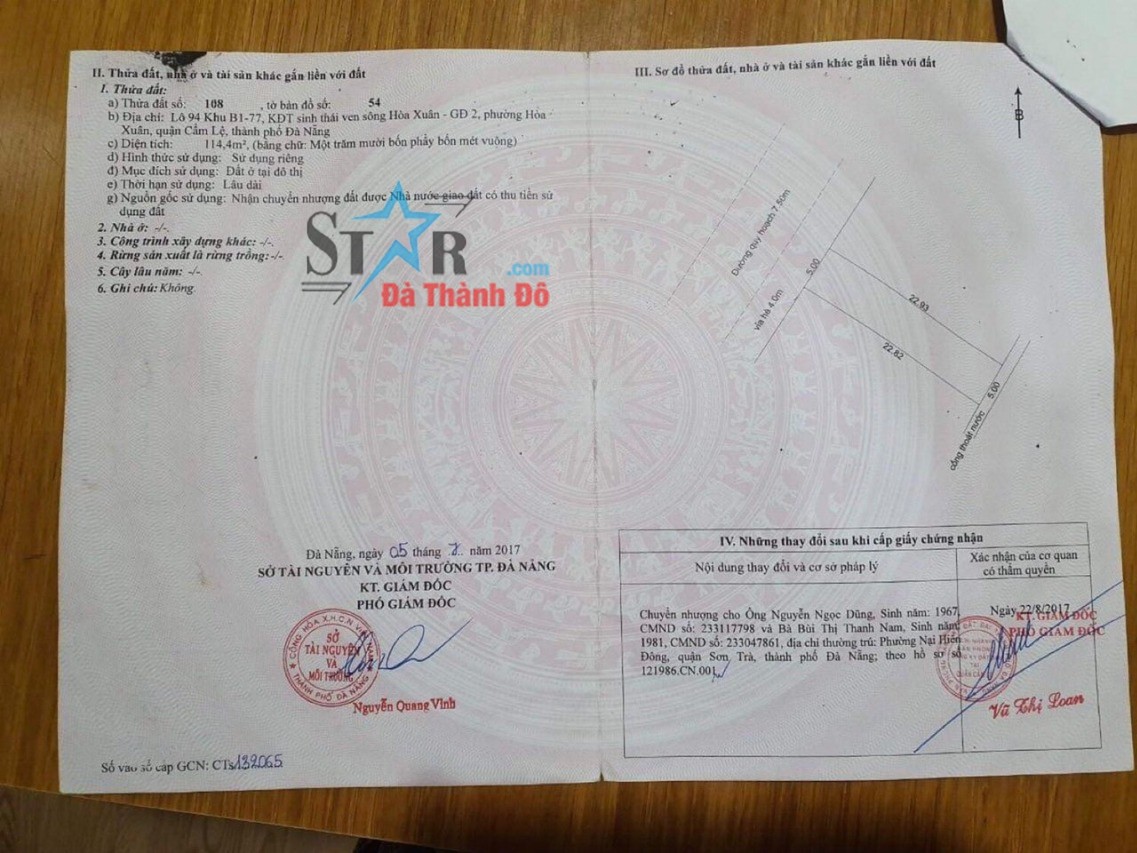 II. Thửa đất, nhà ở và tài sản khác gắn liền với đất
1. Thửa đất:
a) Thửa đất số: 108 , tờ bản đồ số: 54
b) Địa chỉ: Lô 94 Khu B1-77, KĐT sinh thái ven sông Hòa Xuân - GĐ 2, phường Hòa
Xuân, quận Cẩm Lệ, thành phố Đà Nẵng
c) Diện tích: 114,4m², (bằng chữ: Một trăm mười bốn phẩy bốn mét vuông)
d) Hình thức sử dụng: Sử dụng riêng
đ) Mục đích sử dụng: Đất ở tại đô thị
e) Thời hạn sử dụng: Lâu dài
g) Nguồn gốc sử dụng: Nhận chuyển nhượng đất được Nhà nước giao đất có thu tiền sử
dụng đất
2. Nhà ở: -/-.
3. Công trình xây dựng khác: -/-.
4. Rừng sản xuất là rừng trồng: -/-
5. Cây lâu năm: -/-
6. Ghi chú: Không.
STAR
.com
Đà Thành Đô
Đà Nẵng, ngày 05 tháng 7 năm 2017
SỞ TÀI NGUYÊN VÀ MÔI TRƯỜNG TP. ĐÀ NẴNG
KT. GIÁM ĐỐC
PHÓ GIÁM ĐỐC
CỘNG HÒA X.H.C.N VIỆT NAM
SỞ
TÀI NGUYÊN
VÀ
MÔI TRƯỜNG
THÀNH PHỐ ĐÀ NẴNG
Nguyễn Quang Vinh
Số vào sổ cấp GCN: CTs132065
III. Sơ đồ thửa đất, nhà ở và tài sản khác gắn liền với đất
B
Đường quy hoạch 7.50m
vỉa hè 4.0m
5.00
22.93
22.82
5.00
cống thoát nước
IV. Những thay đổi sau khi cấp giấy chứng nhận
Nội dung thay đổi và cơ sở pháp lý
Xác nhận của cơ quan
có thẩm quyền
Chuyển nhượng cho Ông Nguyễn Ngọc Dũng, Sinh năm: 1967,
CMND số: 233117798 và Bà Bùi Thị Thanh Nam, Sinh năm:
1981, CMND số: 233047861, địa chỉ thường trú: Phường Nại Hiên
Đông, quận Sơn Trà, thành phố Đà Nẵng; theo hồ sơ số
121986.CN.001
Ngày 22/8/2017
KT. GIÁM ĐỐC
PHÓ GIÁM ĐỐC
Vũ Thị Loan